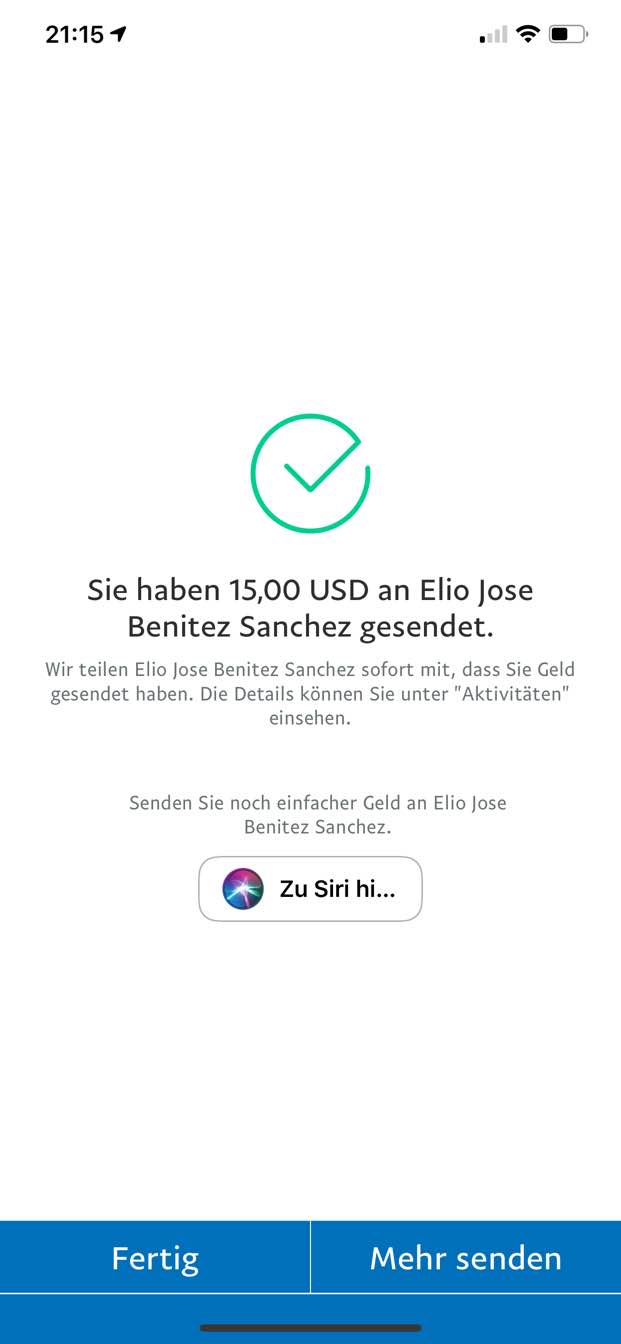 21:15
Sie haben 15,00 USD an Elio Jose
Benitez Sanchez gesendet.
Wir teilen Elio Jose Benitez Sanchez sofort mit, dass Sie Geld
gesendet haben. Die Details können Sie unter "Aktivitäten"
einsehen.
Senden Sie noch einfacher Geld an Elio Jose
Benitez Sanchez.
Zu Siri hi...
Fertig
Mehr senden